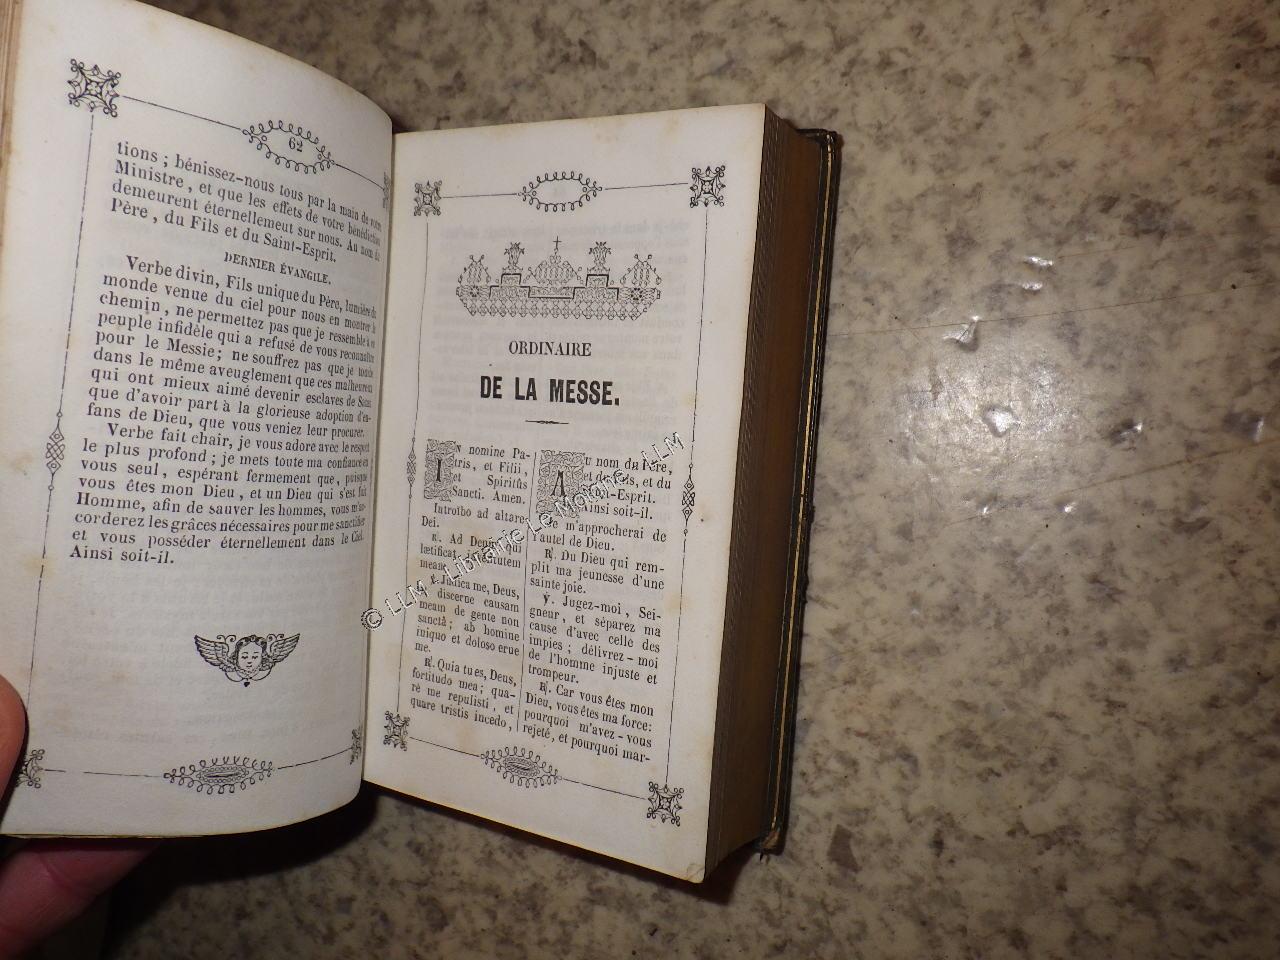 62
tions ; bénissez-nous tous par la main de votre
Ministre, et que les effets de votre bénédiction
demeurent éternellemeut sur nous. Au nom du
Père, du Fils et du Saint-Esprit.
DERNIER ÉVANGILE.
Verbe divin, Fils unique du Père, lumière du
monde venue du ciel pour nous en montrer le
chemin, ne permettez pas que je ressemble à ce
peuple infidèle qui a refusé de vous reconnaître
pour le Messie; ne souffrez pas que je tombe
dans le même aveuglement que ces malheureux
qui ont mieux aimé devenir esclaves de Satan
que d'avoir part à la glorieuse adoption d'en-
fans de Dieu, que vous veniez leur procurer.
Verbe fait chair, je vous adore avec le respect
le plus profond; je mets toute ma confiance en
vous seul, espérant fermement que, puisque
vous êtes mon Dieu, et un Dieu qui s'est fait
Homme, afin de sauver les hommes, vous m'ac-
corderez les grâces nécessaires pour me sanctifier
et vous posséder éternellement dans le Ciel.
Ainsi soit-il.
ORDINAIRE
DE LA MESSE.
IN nomine Pa-
tris, et Filii,
et Spiritûs
Sancti. Amen.
Introïbo ad altare
Dei.
℟. Ad Deum qui
lætificat juventutem
meam.
℣. Judica me, Deus,
discerne causam
meam de gente non
sanctâ; ab homine
iniquo et doloso erue
me.
℟. Quia tu es, Deus,
fortitudo mea; qua-
rè me repulisti, et
quare tristis incedo,
AU nom du Père,
et du Fils, et du
Saint-Esprit.
Ainsi soit-il.
m'approcherai de
l'autel de Dieu.
℟. Du Dieu qui rem-
plit ma jeunesse d'une
sainte joie.
℣. Jugez-moi, Sei-
gneur, et séparez ma
cause d'avec celle des
impies; délivrez-moi
de l'homme injuste et
trompeur.
℟. Car vous êtes mon
Dieu, vous êtes ma force:
pourquoi m'avez-vous
rejeté, et pourquoi mar-
© LLM - Librairie Le Moigne - LLM